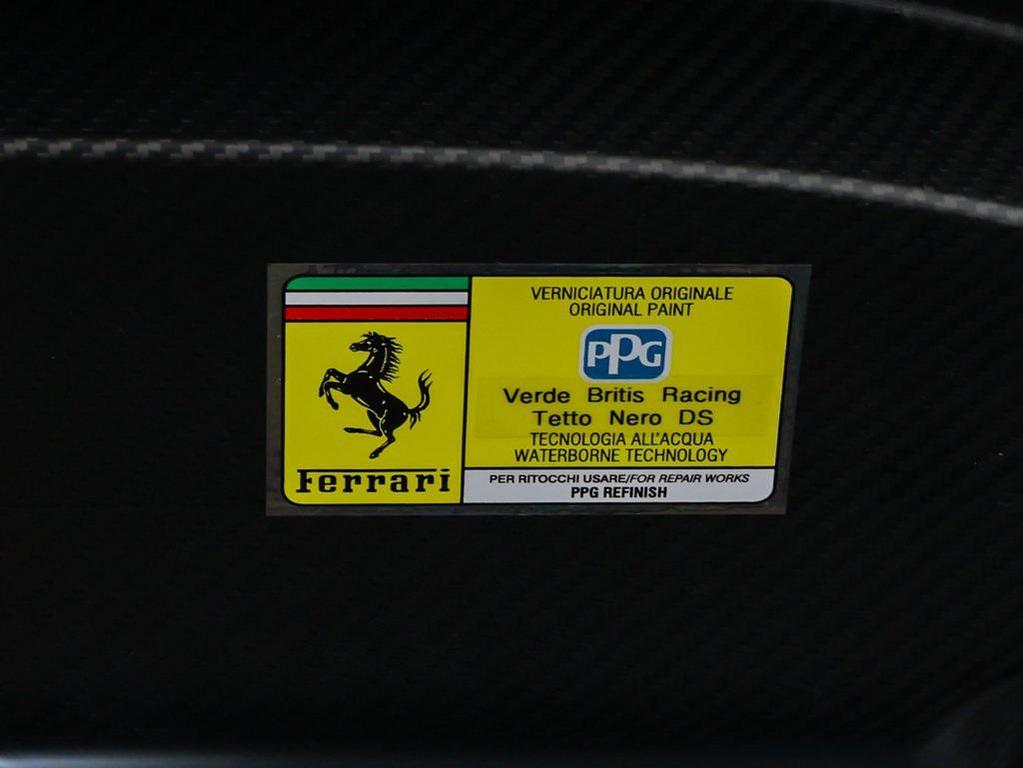 Ferrari
VERNICIATURA ORIGINALE
ORIGINAL PAINT
PPG
Verde Britis Racing
Tetto Nero DS
TECNOLOGIA ALL'ACQUA
WATERBORNE TECHNOLOGY
PER RITOCCHI USARE/FOR REPAIR WORKS
PPG REFINISH